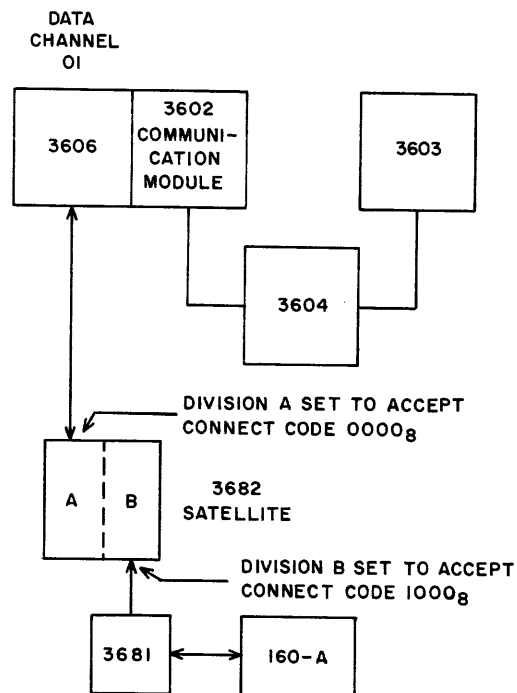 DATA
CHANNEL
01
3606
3602
COMMUNI-
CATION
MODULE
3603
3604
DIVISION A SET TO ACCEPT
CONNECT CODE 0000₈
A
B
3682
SATELLITE
DIVISION B SET TO ACCEPT
CONNECT CODE 1000₈
3681
160-A